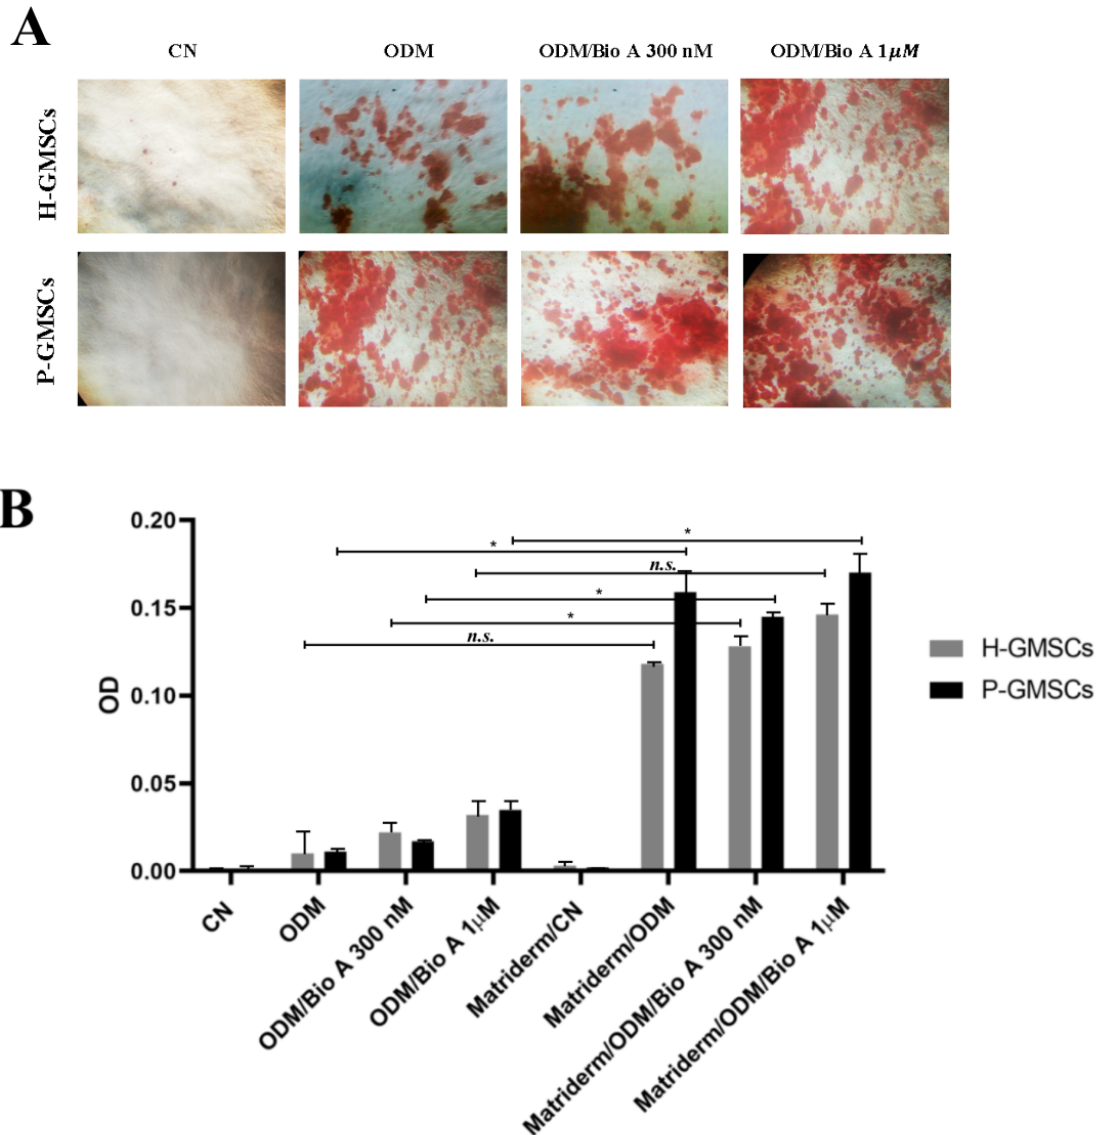 A
CN
ODM
ODM/Bio A 300 nM
ODM/Bio A 1μM
H-GMSCs
P-GMSCs
B
0.20
0.15
0.10
0.05
0.00
OD
*
*
n.s.
*
*
n.s.
H-GMSCs
P-GMSCs
CN
ODM
ODM/Bio A 300 nM
ODM/Bio A 1μM
Matriderm/CN
Matriderm/ODM
Matriderm/ODM/Bio A 300 nM
Matriderm/ODM/Bio A 1μM